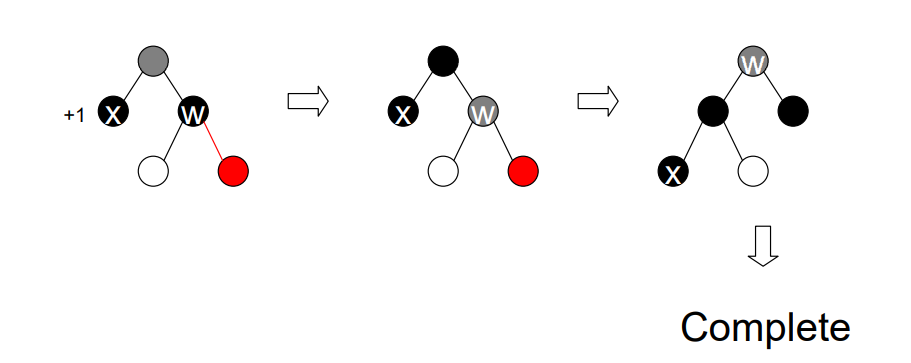 +1 X W
X W
W
X
Complete